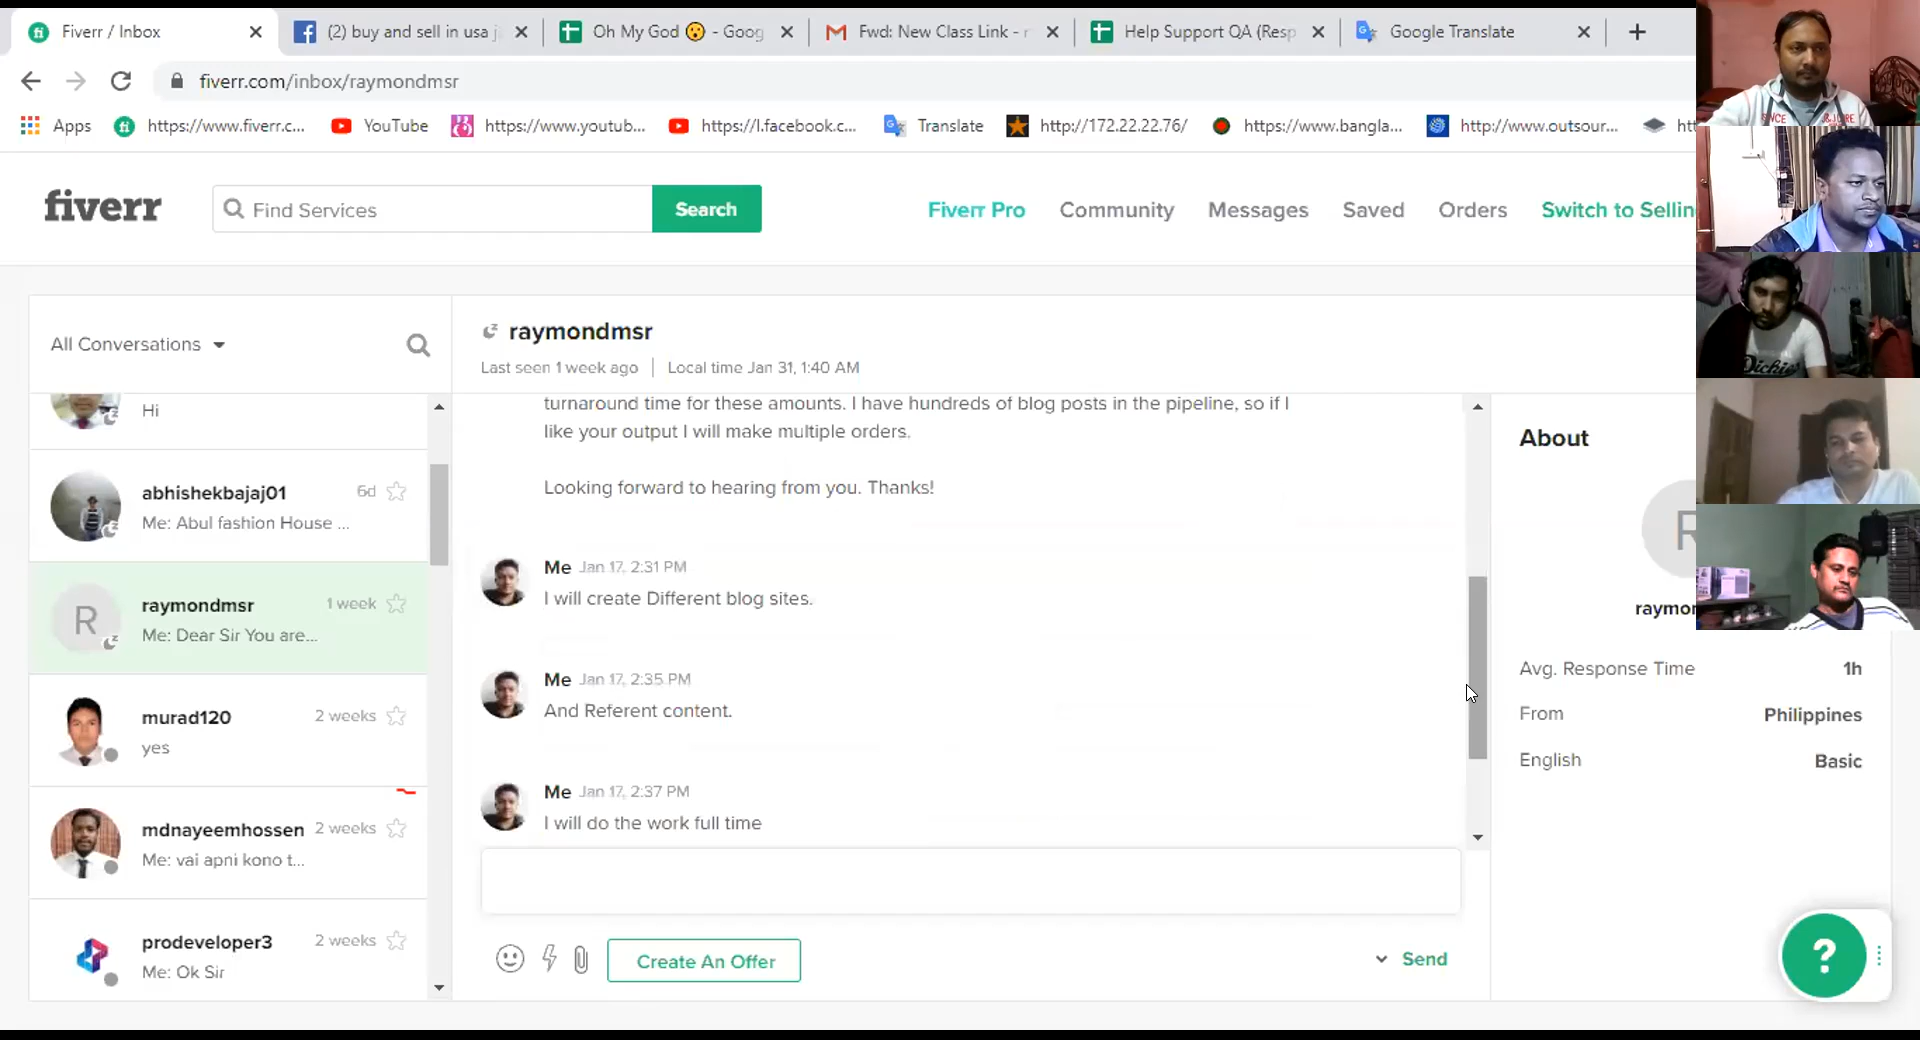 Fiverr / Inbox
(2) buy and sell in usa j
Oh My God 😮 - Goog
Fwd: New Class Link - r
Help Support QA (Resp
Google Translate
fiverr.com/inbox/raymondmsr
Apps
https://www.fiverr.c...
YouTube
https://www.youtub...
https://l.facebook.c...
Translate
http://172.22.22.76/
https://www.bangla...
http://www.outsour...
fiverr
Find Services
Search
Fiverr Pro
Community
Messages
Saved
Orders
Switch to Sellin
All Conversations
Hi
abhishekbajaj01 6d
Me: Abul fashion House ...
R
raymondmsr 1 week
Me: Dear Sir You are...
murad120 2 weeks
yes
mdnayeemhossen 2 weeks
Me: vai apni kono t...
prodeveloper3 2 weeks
Me: Ok Sir
raymondmsr
Last seen 1 week ago | Local time Jan 31, 1:40 AM
turnaround time for these amounts. I have hundreds of blog posts in the pipeline, so if I
like your output I will make multiple orders.
Looking forward to hearing from you. Thanks!
Me Jan 17, 2:31 PM
I will create Different blog sites.
Me Jan 17, 2:35 PM
And Referent content.
Me Jan 17, 2:37 PM
I will do the work full time
Create An Offer
Send
About
R
raymon
Avg. Response Time 1h
From Philippines
English Basic
?